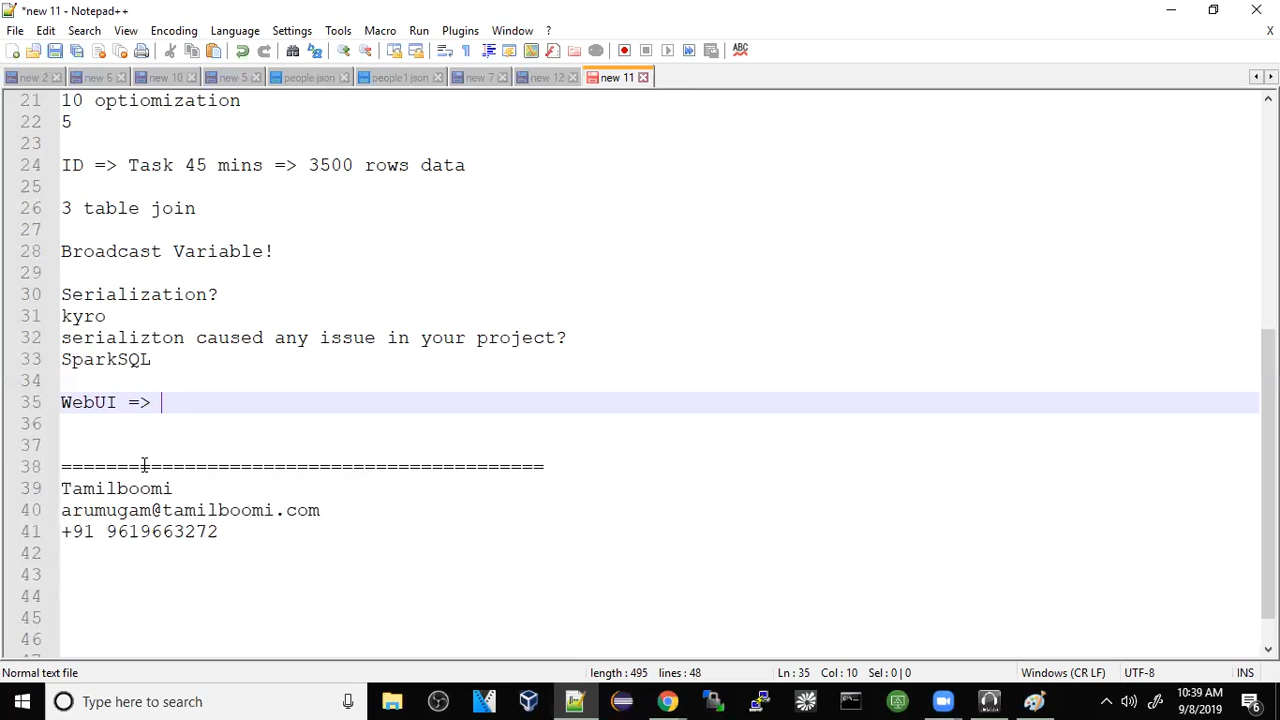 *new 11 - Notepad++
File Edit Search View Encoding Language Settings Tools Macro Run Plugins Window ? X
new 2 new 6 new 10 new 5 people.json people1.json new 7 new 12 new 11
21 10 optiomization
22 5
23
24 ID => Task 45 mins => 3500 rows data
25
26 3 table join
27
28 Broadcast Variable!
29
30 Serialization?
31 kyro
32 serializton caused any issue in your project?
33 SparkSQL
34
35 WebUI =>
36
37
38 ===========================================
39 Tamilboomi
40 arumugam@tamilboomi.com
41 +91 9619663272
42
43
44
45
46
Normal text file length : 495 lines : 48 Ln : 35 Col : 10 Sel : 0 | 0 Windows (CR LF) UTF-8 INS
Type here to search 10:39 AM
9/8/2019 6